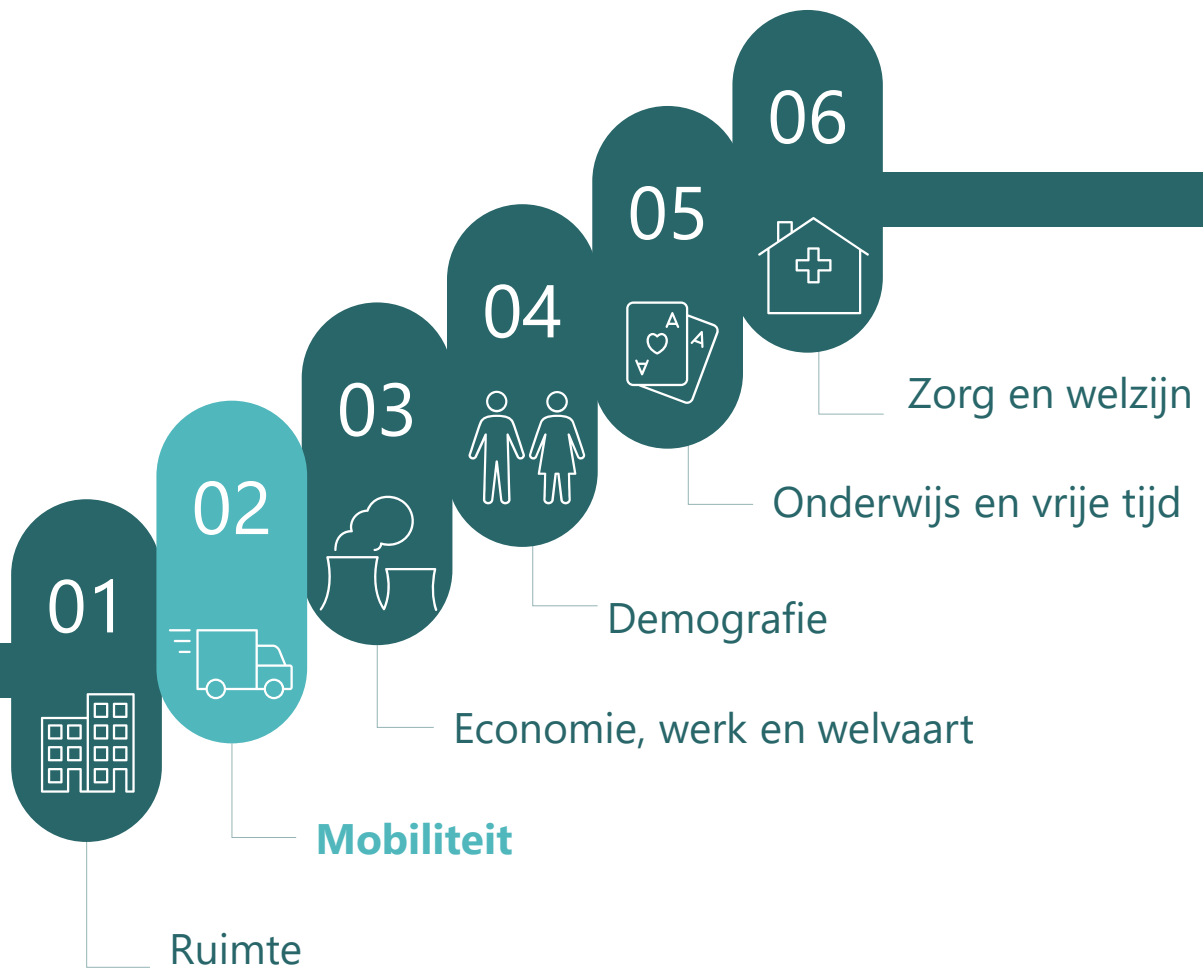 01
Ruimte
02
Mobiliteit
03
Economie, werk en welvaart
04
Demografie
05
A
A
A
Onderwijs en vrije tijd
06
Zorg en welzijn